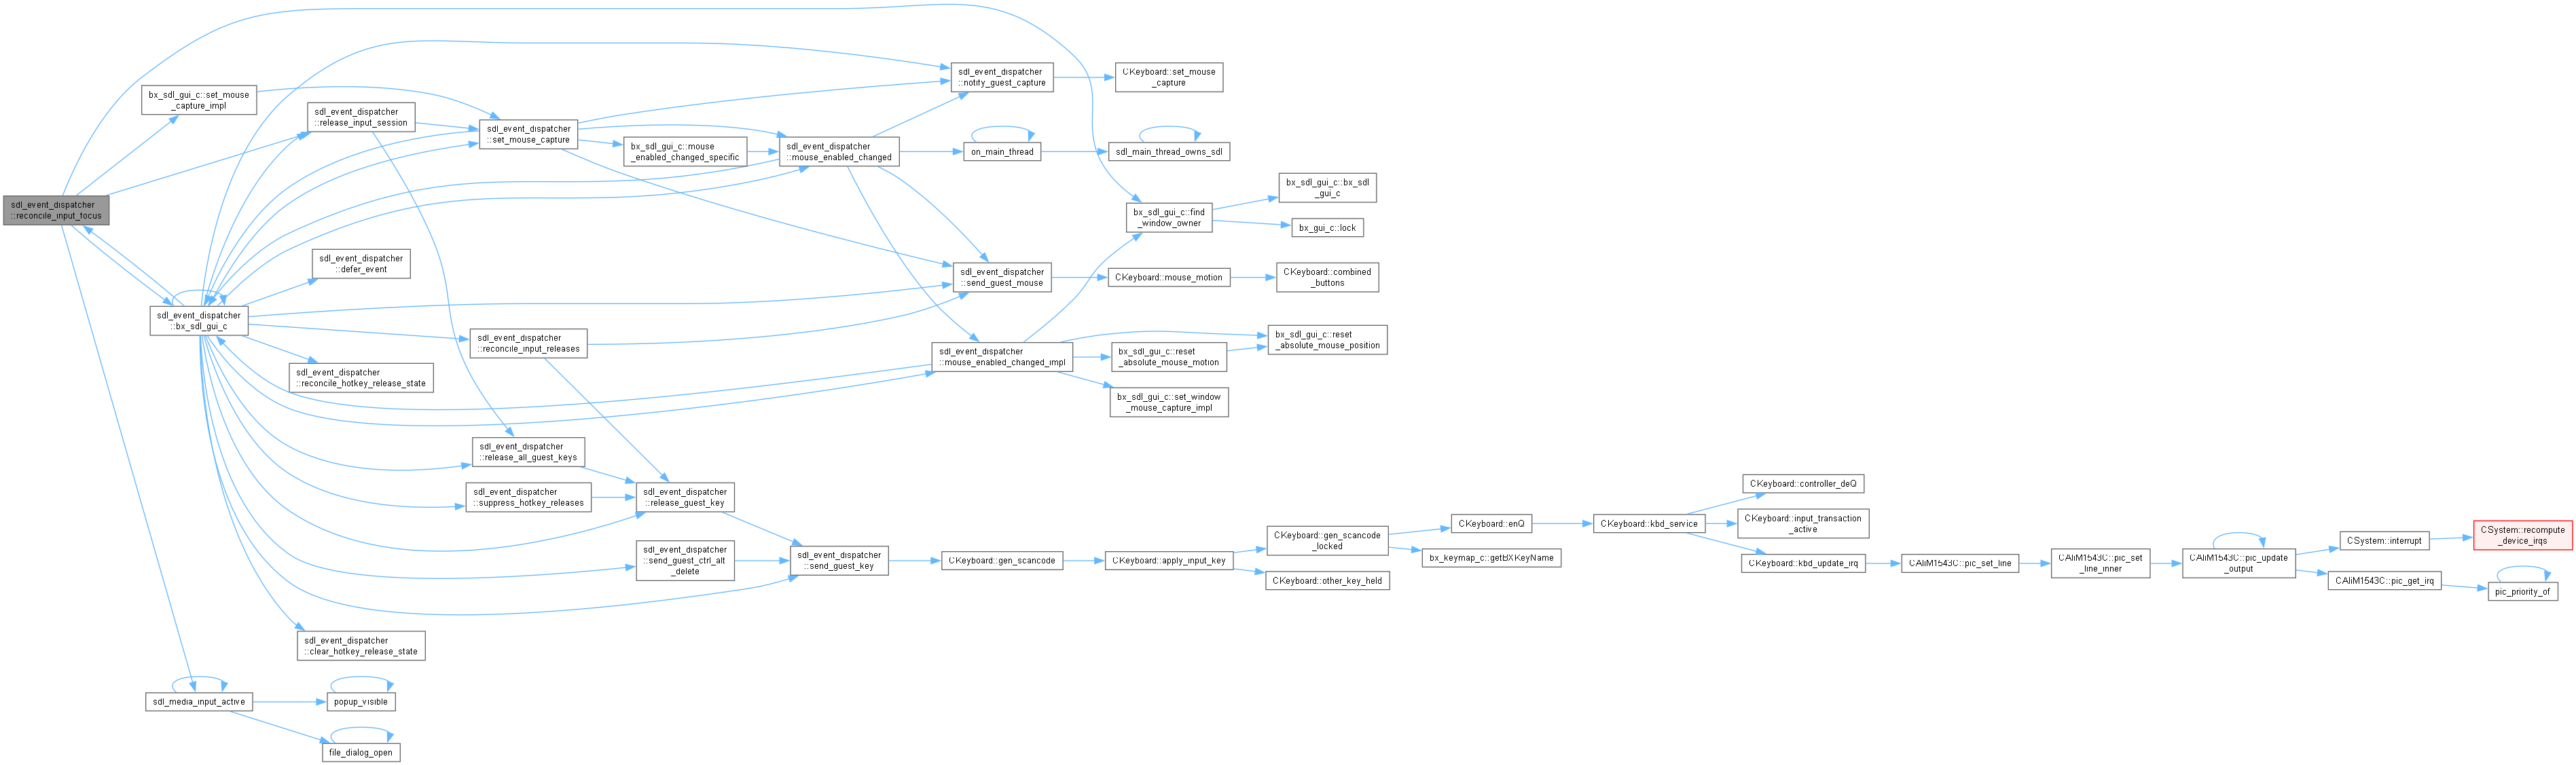 sdl_event_dispatcher
::reconcile_input_focus
bx_sdl_gui_c::set_mouse
_capture_impl
sdl_event_dispatcher
::release_input_session
sdl_event_dispatcher
::set_mouse_capture
bx_sdl_gui_c::mouse
_enabled_changed_specific
sdl_event_dispatcher
::mouse_enabled_changed
sdl_event_dispatcher
::notify_guest_capture
CKeyboard::set_mouse
_capture
on_main_thread
sdl_main_thread_owns_sdl
bx_sdl_gui_c::find
_window_owner
bx_sdl_gui_c::bx_sdl
_gui_c
bx_gui_c::lock
sdl_event_dispatcher
::defer_event
sdl_event_dispatcher
::bx_sdl_gui_c
sdl_event_dispatcher
::send_guest_mouse
CKeyboard::mouse_motion
CKeyboard::combined
_buttons
sdl_event_dispatcher
::reconcile_input_releases
sdl_event_dispatcher
::reconcile_hotkey_release_state
sdl_event_dispatcher
::mouse_enabled_changed_impl
bx_sdl_gui_c::reset
_absolute_mouse_motion
bx_sdl_gui_c::reset
_absolute_mouse_position
bx_sdl_gui_c::set_window
_mouse_capture_impl
sdl_event_dispatcher
::release_all_guest_keys
sdl_event_dispatcher
::suppress_hotkey_releases
sdl_event_dispatcher
::release_guest_key
sdl_event_dispatcher
::send_guest_ctrl_alt
_delete
sdl_event_dispatcher
::send_guest_key
CKeyboard::gen_scancode
CKeyboard::apply_input_key
CKeyboard::gen_scancode
_locked
CKeyboard::other_key_held
CKeyboard::enQ
bx_keymap_c::getBXKeyName
CKeyboard::kbd_service
CKeyboard::controller_deQ
CKeyboard::input_transaction
_active
CKeyboard::kbd_update_irq
CAliM1543C::pic_set_line
CAliM1543C::pic_set
_line_inner
CAliM1543C::pic_update
_output
CSystem::interrupt
CSystem::recompute
_device_irqs
CAliM1543C::pic_get_irq
pic_priority_of
sdl_event_dispatcher
::clear_hotkey_release_state
sdl_media_input_active
popup_visible
file_dialog_open